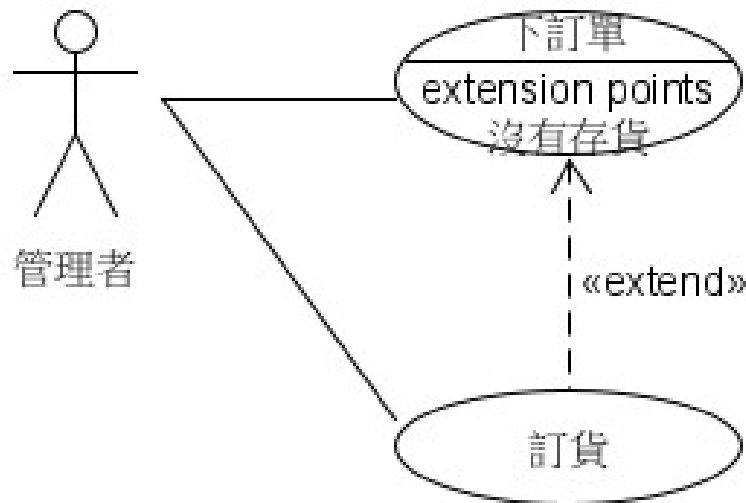 下訂單
extension points
沒有存貨
管理者
«extend»
訂貨